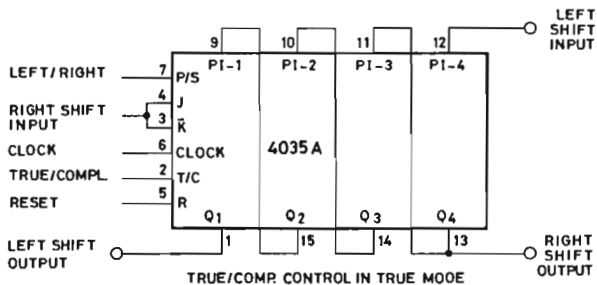 LEFT
SHIFT
INPUT
9 10 11 12
LEFT/RIGHT 7 P/S PI-1 PI-2 PI-3 PI-4
RIGHT SHIFT
INPUT
4 J
3 K̅
CLOCK 6 CLOCK 4035A
TRUE/COMPL. 2 T/C
RESET 5 R
Q1 Q2 Q3 Q4
LEFT SHIFT
OUTPUT
1 15 14 13
RIGHT
SHIFT
OUTPUT
TRUE/COMP. CONTROL IN TRUE MODE